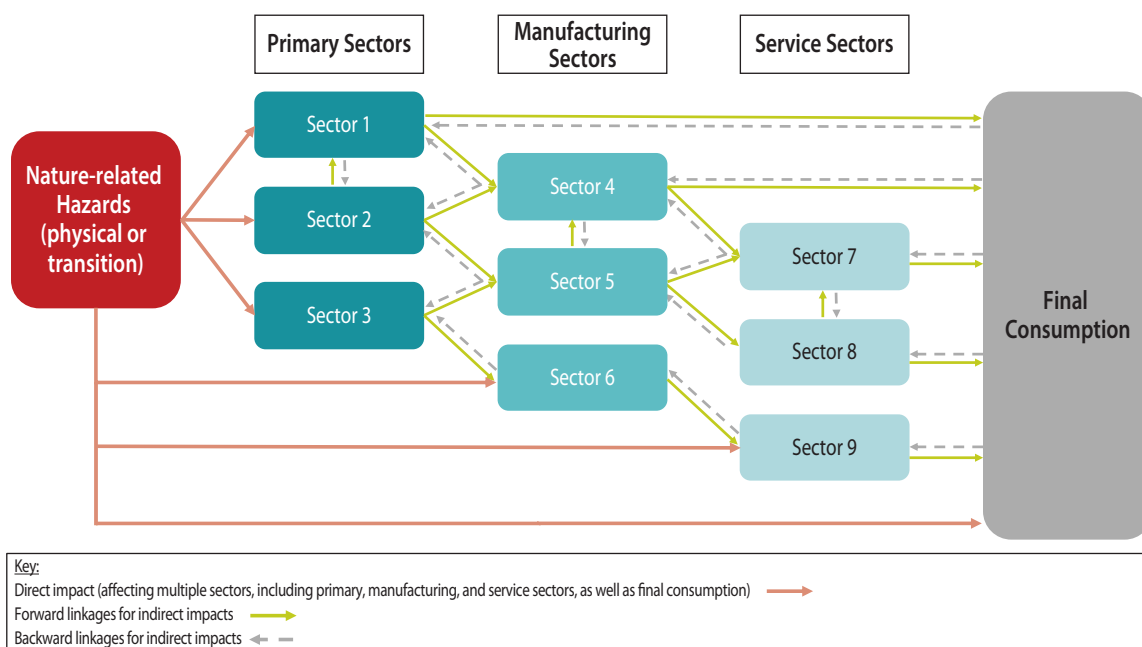 Primary Sectors
Manufacturing
Sectors
Service Sectors
Nature-related
Hazards
(physical or
transition)
Sector 1
Sector 2
Sector 3
Sector 4
Sector 5
Sector 6
Sector 7
Sector 8
Sector 9
Final
Consumption
Key:
Direct impact (affecting multiple sectors, including primary, manufacturing, and service sectors, as well as final consumption)
Forward linkages for indirect impacts
Backward linkages for indirect impacts